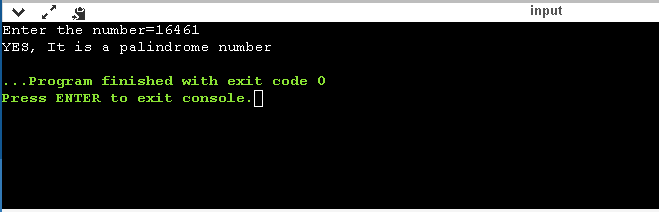 input
Enter the number=16461
YES, It is a palindrome number
...Program finished with exit code 0
Press ENTER to exit console.